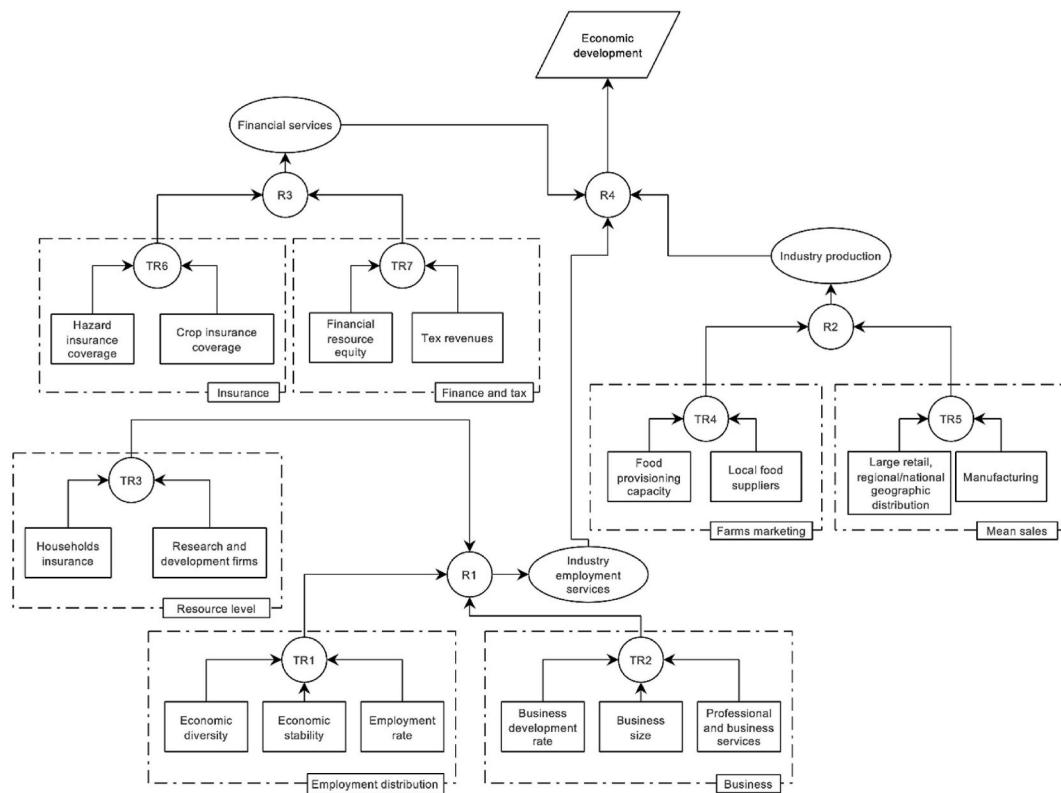 Economic
development
Financial services
R3
R4
TR6
TR7
Industry production
Hazard
insurance
coverage
Crop insurance
coverage
Financial
resource
equity
Tex revenues
R2
Insurance
Finance and tax
TR4
TR5
TR3
Food
provisioning
capacity
Local food
suppliers
Large retail,
regional/national
geographic
distribution
Manufacturing
Farms marketing
Mean sales
Households
insurance
Research and
development firms
R1
Industry
employment
services
Resource level
TR1
TR2
Economic
diversity
Economic
stability
Employment
rate
Business
development
rate
Business
size
Professional
and business
services
Employment distribution
Business